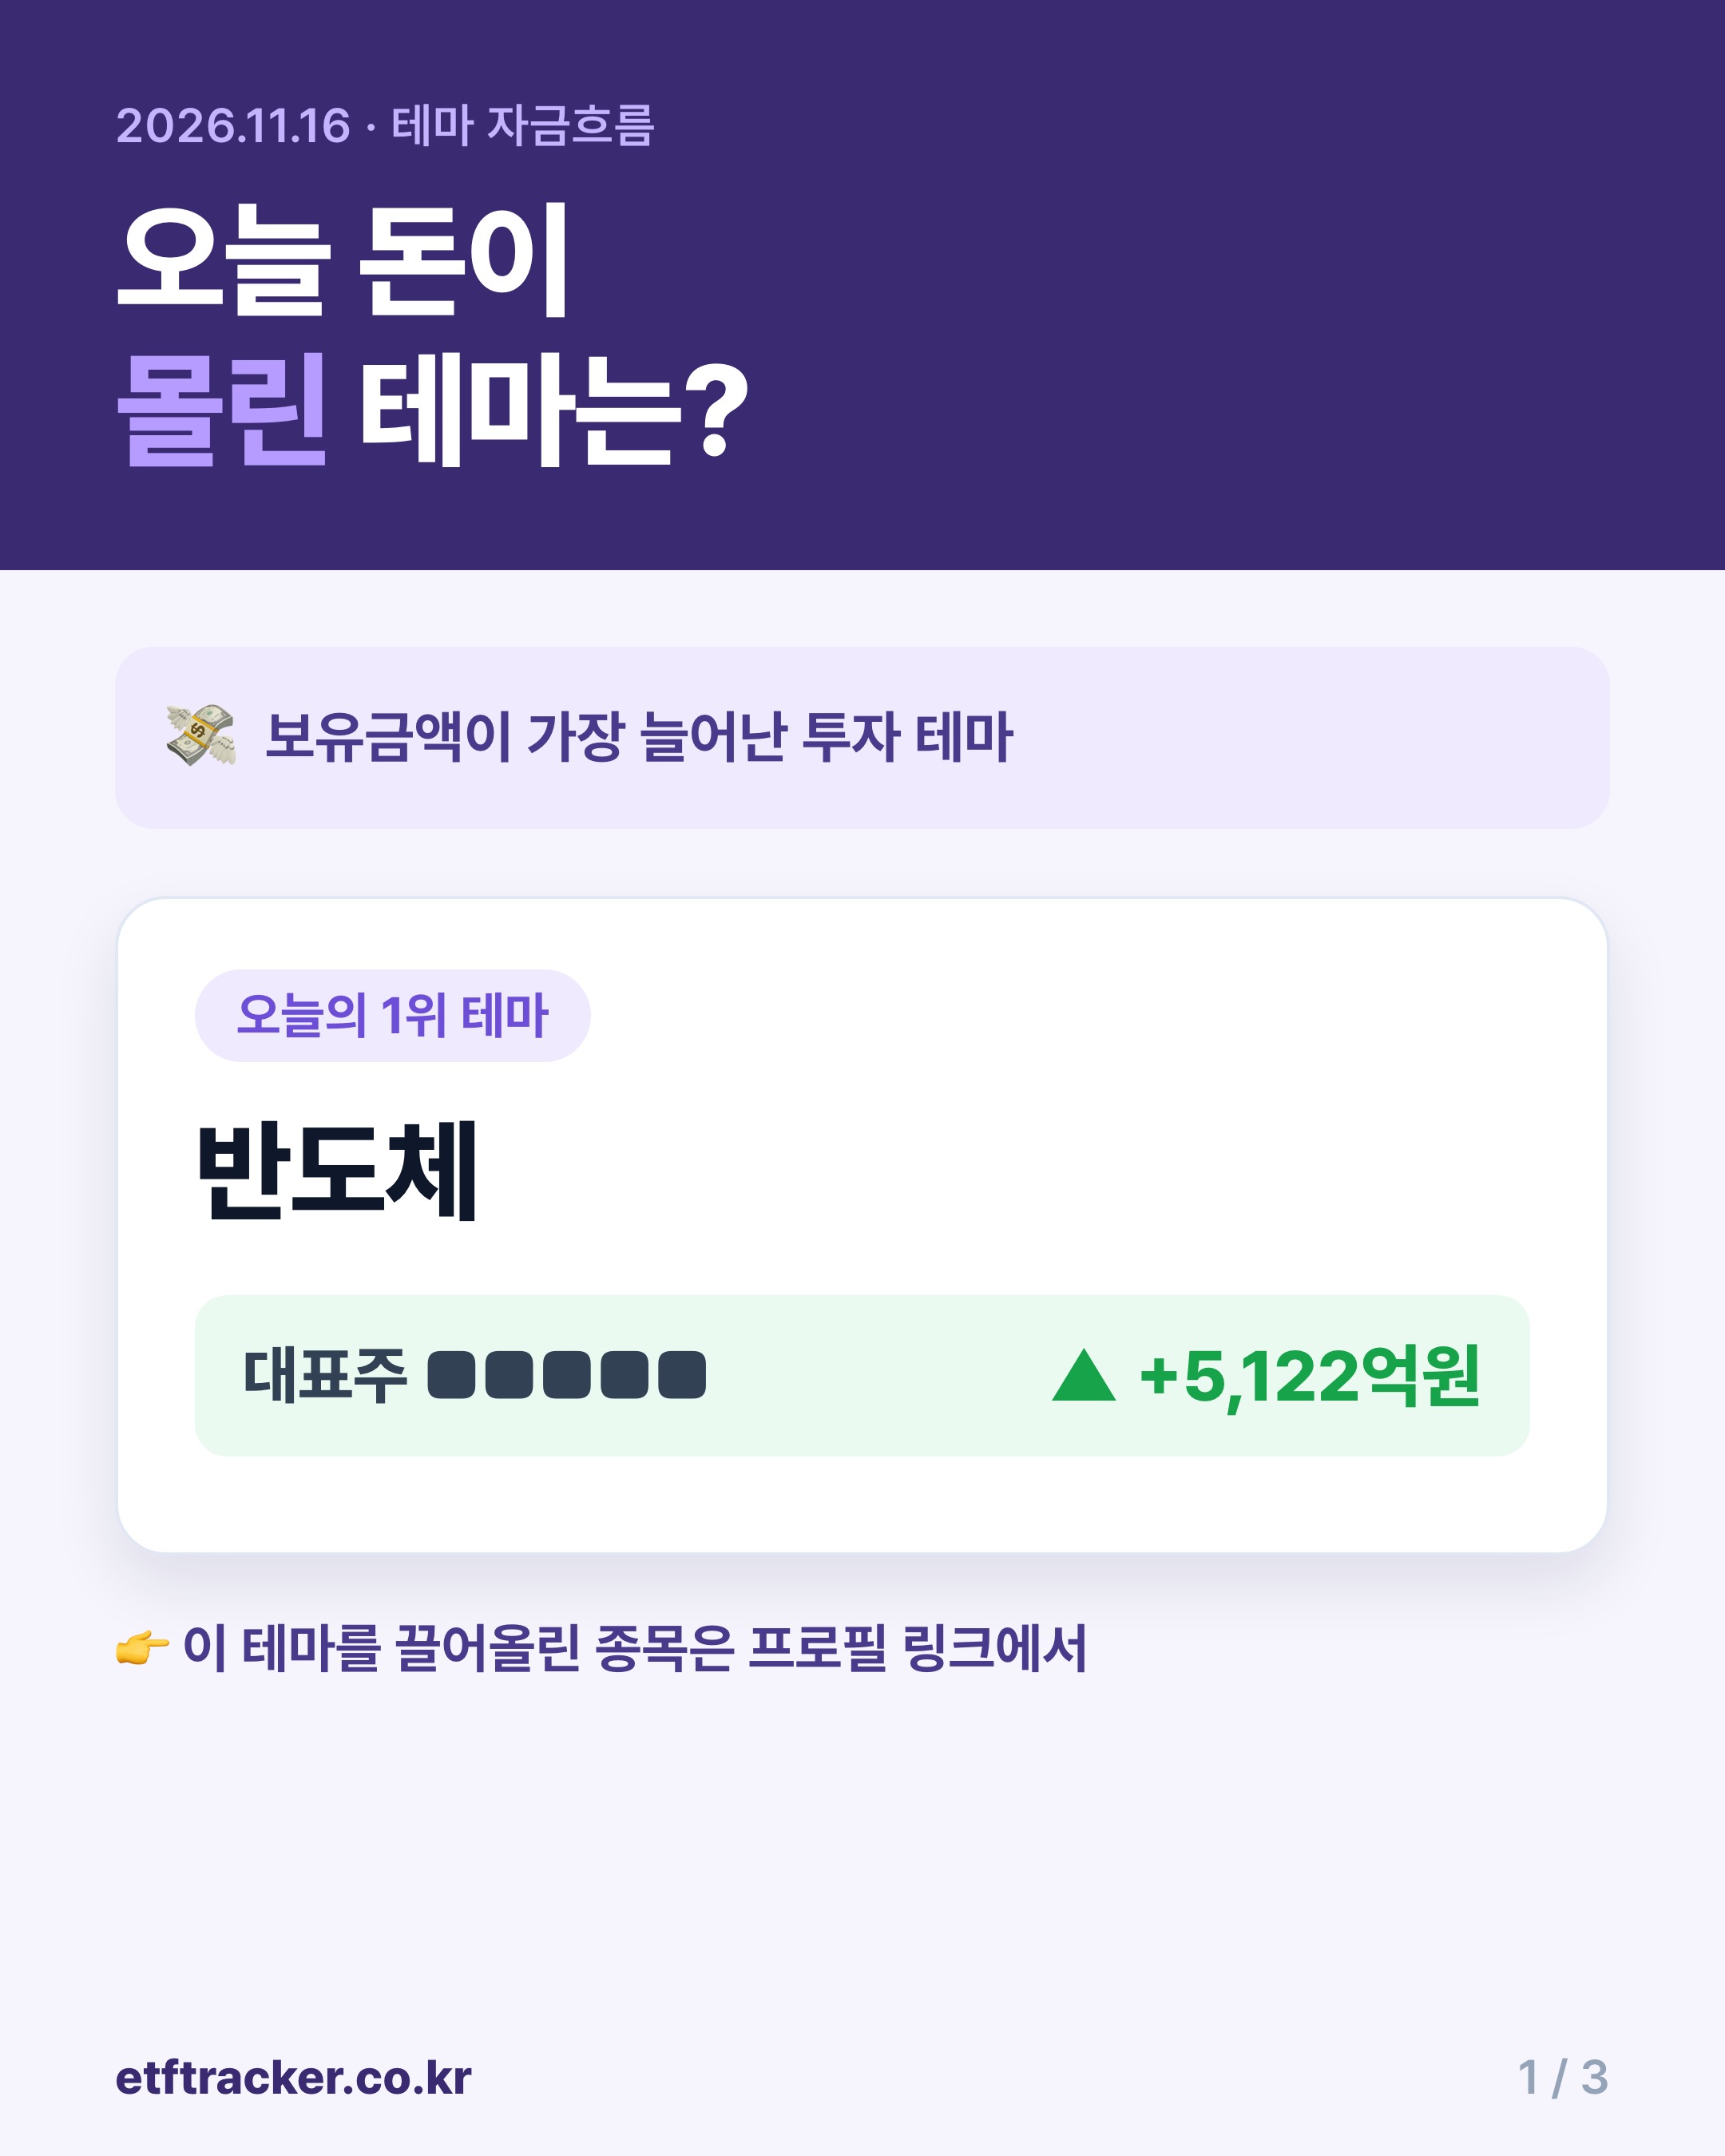 2026.11.16 · 테마 자금흐름
오늘 돈이
몰린 테마는?
💸 보유금액이 가장 늘어난 투자 테마
오늘의 1위 테마
반도체
대표주 ■■■■■ ▲ +5,122억원
👉 이 테마를 끌어올린 종목은 프로필 링크에서
etftracker.co.kr
1 / 3